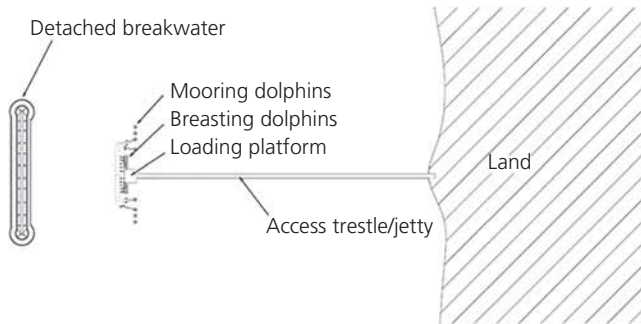 Detached breakwater
Mooring dolphins
Breasting dolphins
Loading platform
Land
Access trestle/jetty